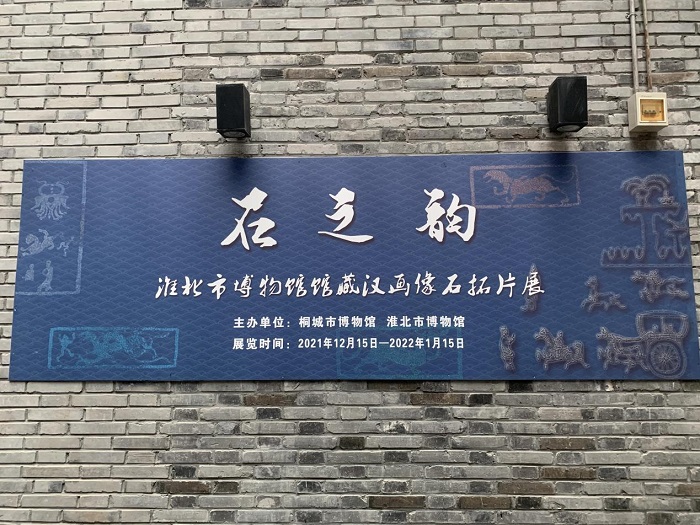 石之韵
淮北市博物馆馆藏汉画像石拓片展
主办单位：桐城市博物馆 淮北市博物馆
展览时间：2021年12月15日—2022年1月15日